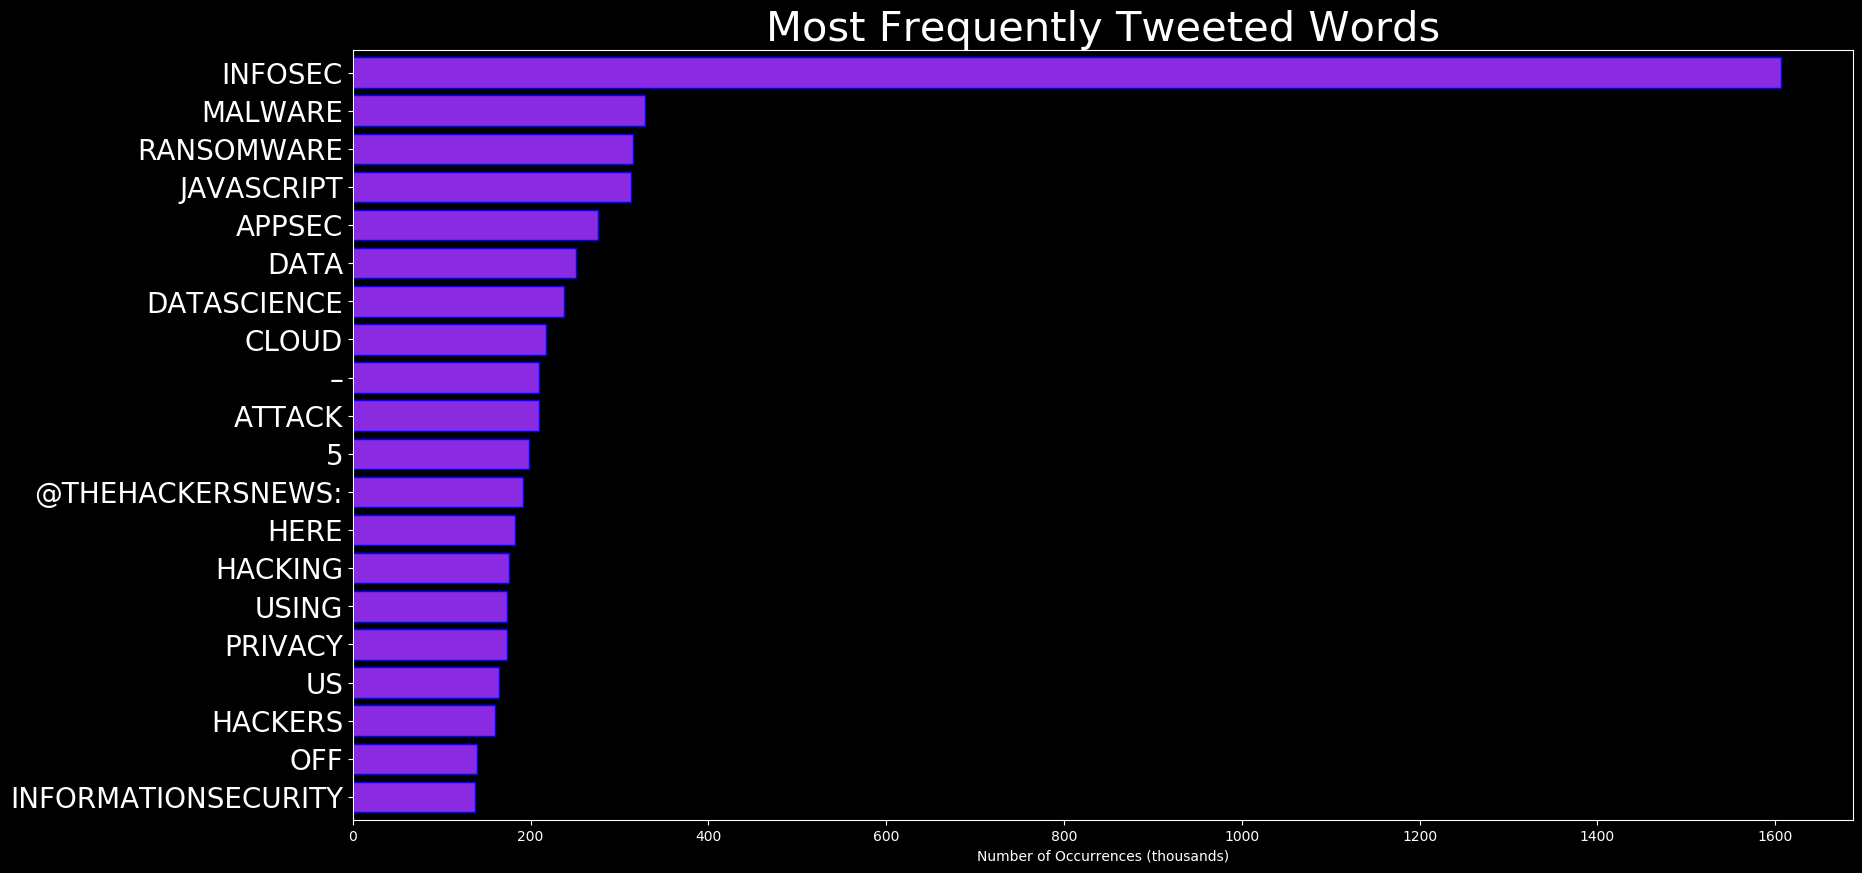 Most Frequently Tweeted Words
INFOSEC
MALWARE
RANSOMWARE
JAVASCRIPT
APPSEC
DATA
DATASCIENCE
CLOUD
–
ATTACK
5
@THEHACKERSNEWS:
HERE
HACKING
USING
PRIVACY
US
HACKERS
OFF
INFORMATIONSECURITY
0 200 400 600 800 1000 1200 1400 1600
Number of Occurrences (thousands)